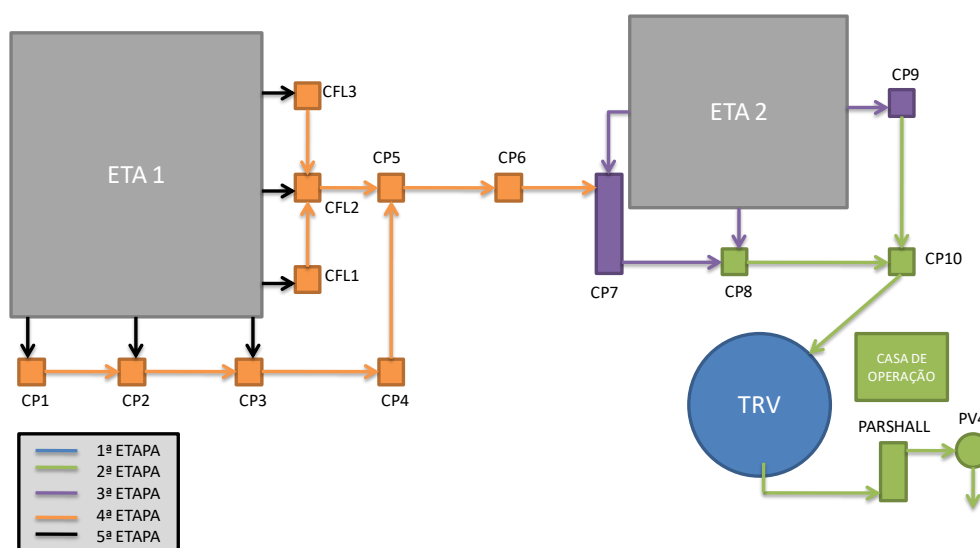 ETA 1
CFL3
CFL2
CFL1
CP5
CP6
ETA 2
CP9
CP7
CP8
CP10
CP1
CP2
CP3
CP4
TRV
CASA DE
OPERAÇÃO
PARSHALL
PV4
1ª ETAPA
2ª ETAPA
3ª ETAPA
4ª ETAPA
5ª ETAPA